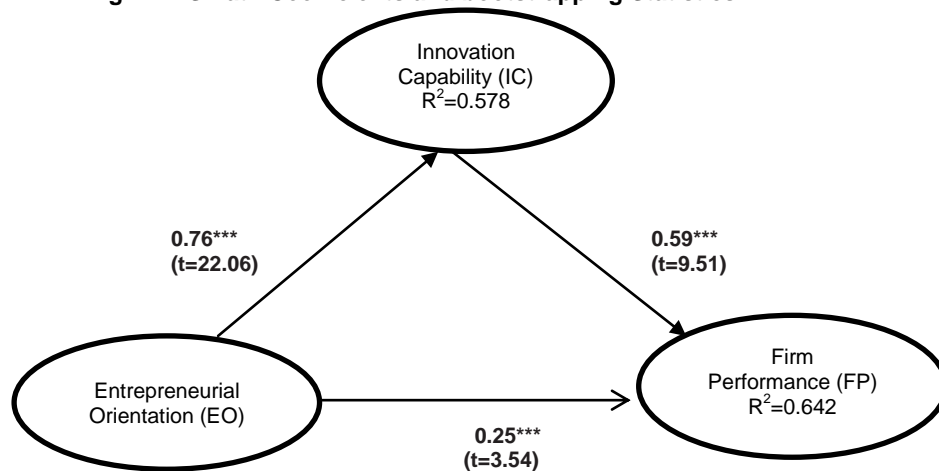 Innovation
Capability (IC)
R²=0.578
0.76***
(t=22.06)
0.59***
(t=9.51)
Entrepreneurial
Orientation (EO)
Firm
Performance (FP)
R²=0.642
0.25***
(t=3.54)